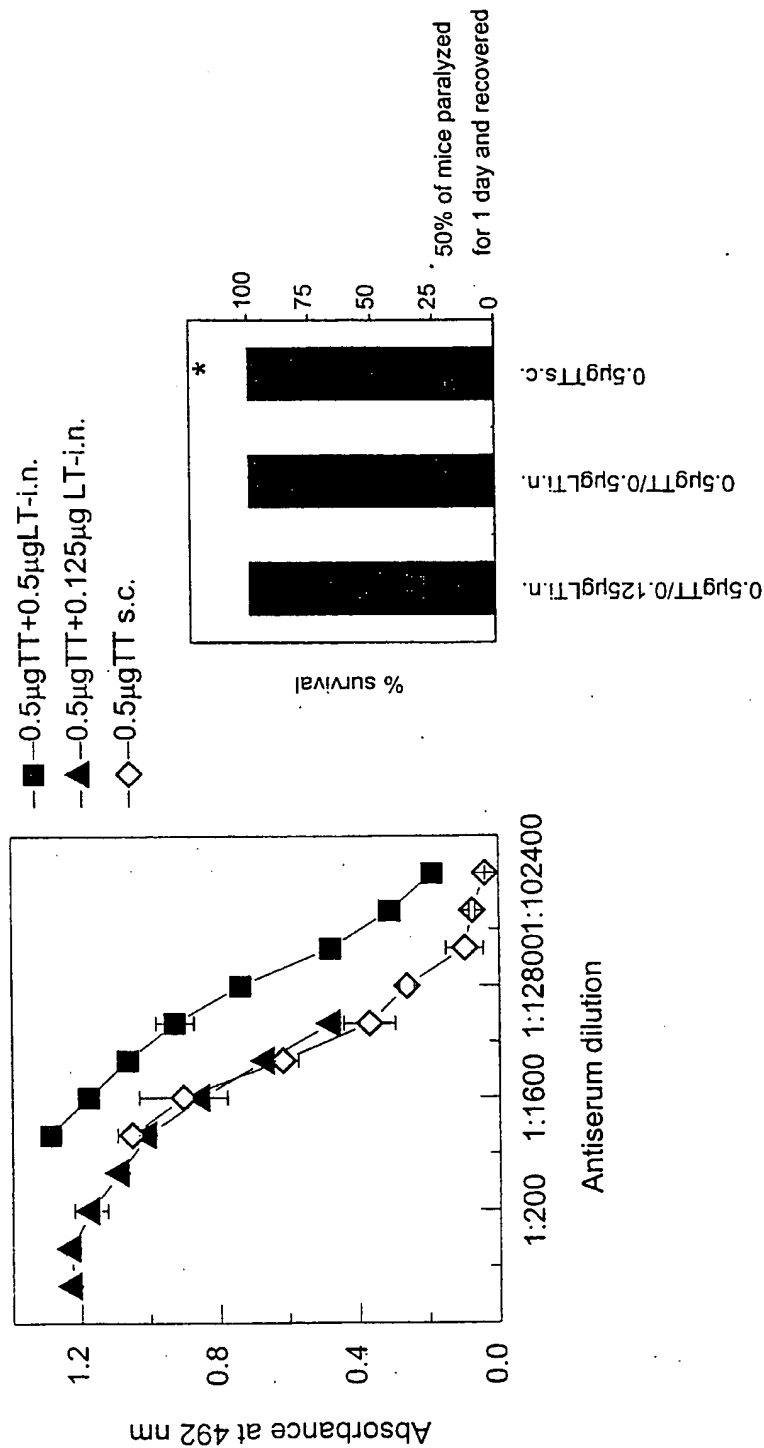 —0.5µgTT+0.5µgLT-i.n.
—0.5µgTT+0.125µg LT-i.n.
—0.5µgTT s.c.
Absorbance at 492 nm
1.2
0.8
0.4
0.0
1:200
1:1600
1:12800
1:102400
Antiserum dilution
% survival
*
100
75
50
25
0
50% of mice paralyzed
for 1 day and recovered
0.5µgTT/0.125µgLTi.n.
0.5µgTT/0.5µgLTi.n.
0.5µgTTs.c.